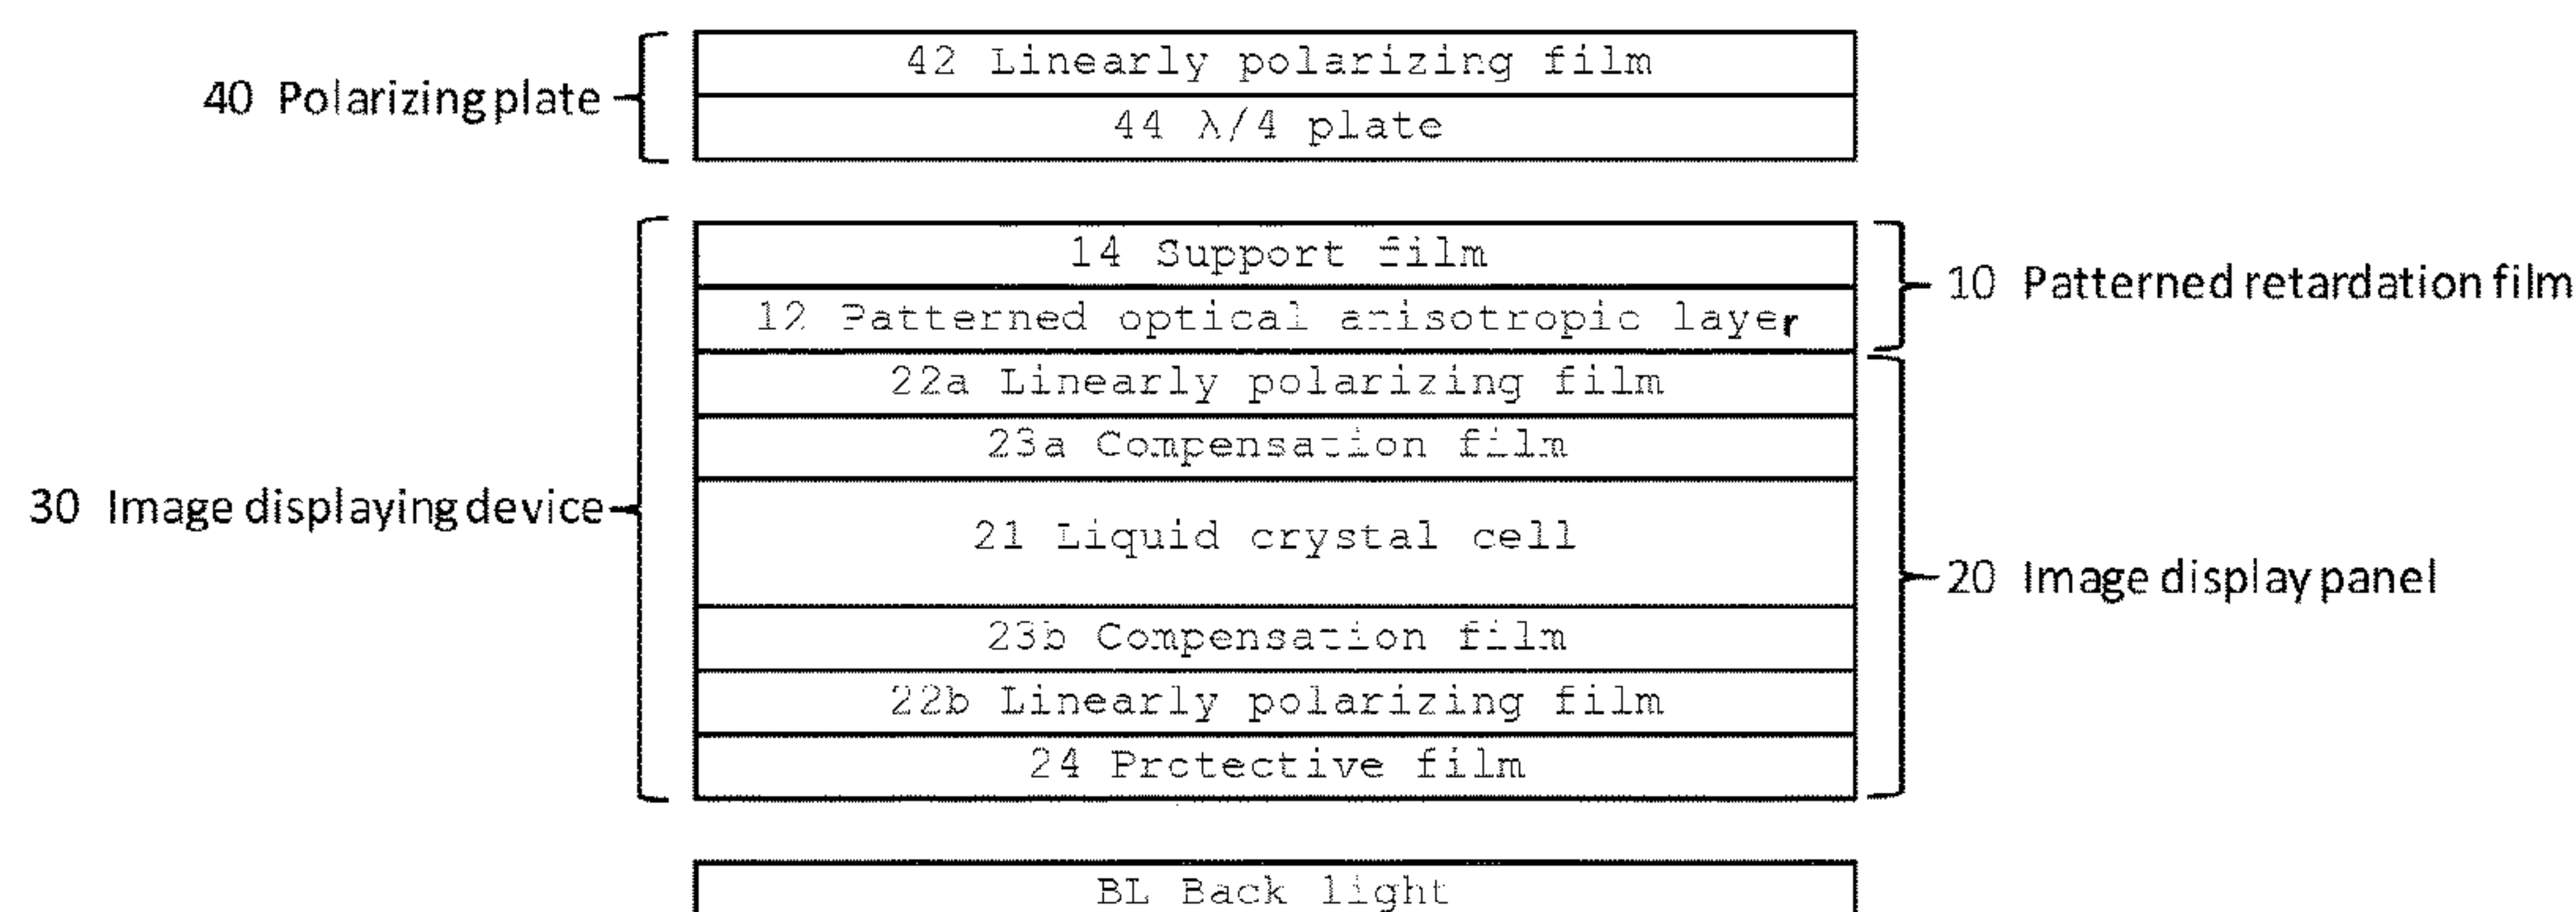 42 Linearly polarizing film
40 Polarizing plate
44 λ/4 plate
14 Support film
10 Patterned retardation film
12 Patterned optical anisotropic layer
22a Linearly polarizing film
23a Compensation film
30 Image displaying device
21 Liquid crystal cell
20 Image display panel
23b Compensation film
22b Linearly polarizing film
24 Protective film
BL Back light